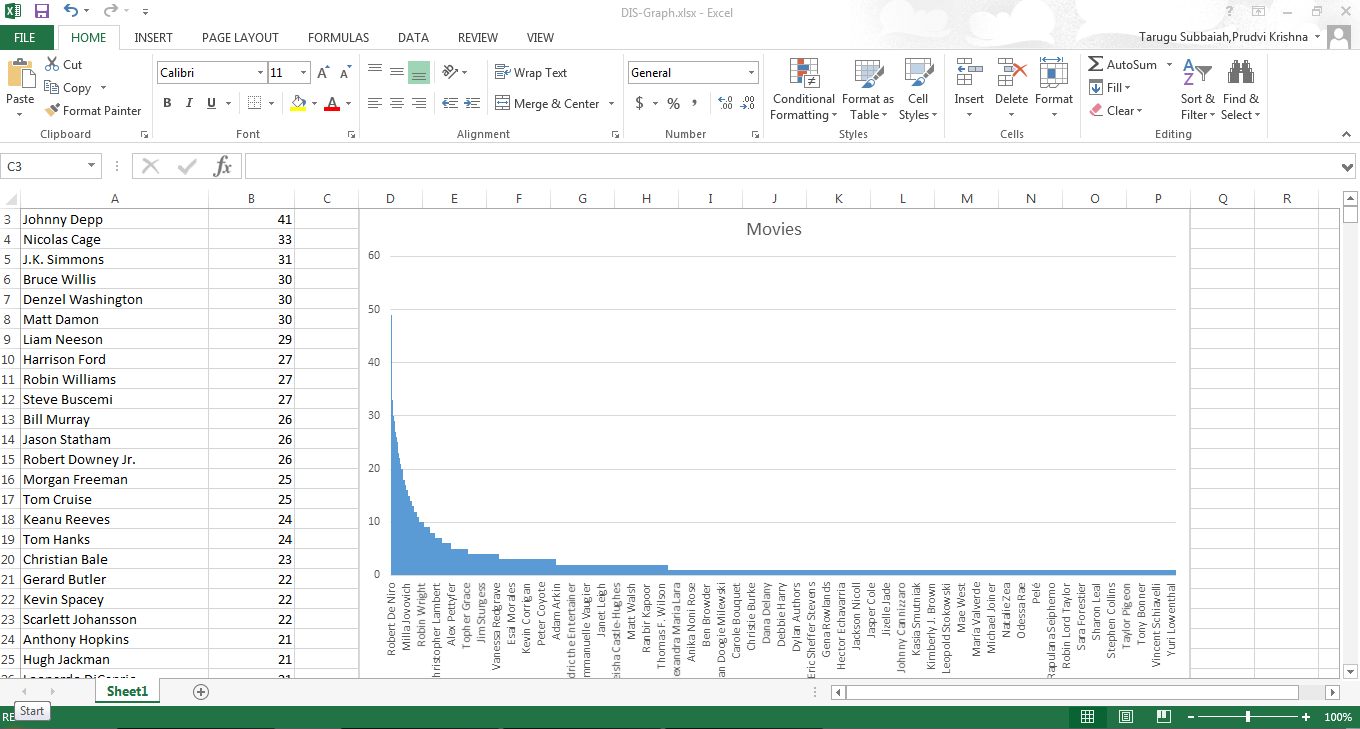 DIS-Graph.xlsx - Excel
FILE HOME INSERT PAGE LAYOUT FORMULAS DATA REVIEW VIEW
Tarugu Subbaiah,Prudvi Krishna
Paste
Cut
Copy
Format Painter
Clipboard
Calibri 11
B I U
Font
Wrap Text
Merge & Center
Alignment
General
$ % ,
Number
Conditional Formatting
Format as Table
Cell Styles
Styles
Insert Delete Format
Cells
AutoSum
Fill
Clear
Sort & Filter
Find & Select
Editing
C3
fx
A B C D E F G H I J K L M N O P Q R
3 Johnny Depp 41
4 Nicolas Cage 33
5 J.K. Simmons 31
6 Bruce Willis 30
7 Denzel Washington 30
8 Matt Damon 30
9 Liam Neeson 29
10 Harrison Ford 27
11 Robin Williams 27
12 Steve Buscemi 27
13 Bill Murray 26
14 Jason Statham 26
15 Robert Downey Jr. 26
16 Morgan Freeman 25
17 Tom Cruise 25
18 Keanu Reeves 24
19 Tom Hanks 24
20 Christian Bale 23
21 Gerard Butler 22
22 Kevin Spacey 22
23 Scarlett Johansson 22
24 Anthony Hopkins 21
25 Hugh Jackman 21
Movies
60
50
40
30
20
10
0
Robert De Niro
Milla Jovovich
Robin Wright
hristopher Lambert
Alex Pettyfer
Topher Grace
Jim Sturgess
Vanessa Redgrave
Esai Morales
Kevin Corrigan
Peter Coyote
Adam Arkin
dric the Entertainer
mmanuelle Vaugier
Janet Leigh
eisha Castle-Hughes
Matt Walsh
Ranbir Kapoor
Thomas F. Wilson
exandra Maria Lara
Anika Noni Rose
Ben Browder
an Doogie Milewski
Carole Bouquet
Christie Burke
Dana Delany
Debbie Harry
Dylan Authors
Eric Sheffer Stevens
Gena Rowlands
Hector Echavarria
Jackson Nicoll
Jasper Cole
Jizelle Jade
Johnny Cannizzaro
Kasia Smutniak
Kimberly J. Brown
Leopold Stokowski
Mae West
Maria Valverde
Michael Joiner
Natalie Zea
Odessa Rae
Pelé
Rapulana Seiphemo
Robin Lord Taylor
Sara Forestier
Sharon Leal
Stephen Collins
Taylor Pigeon
Tony Bonner
Vincent Schiavelli
Yuri Lowenthal
Sheet1
RE
Start
100%